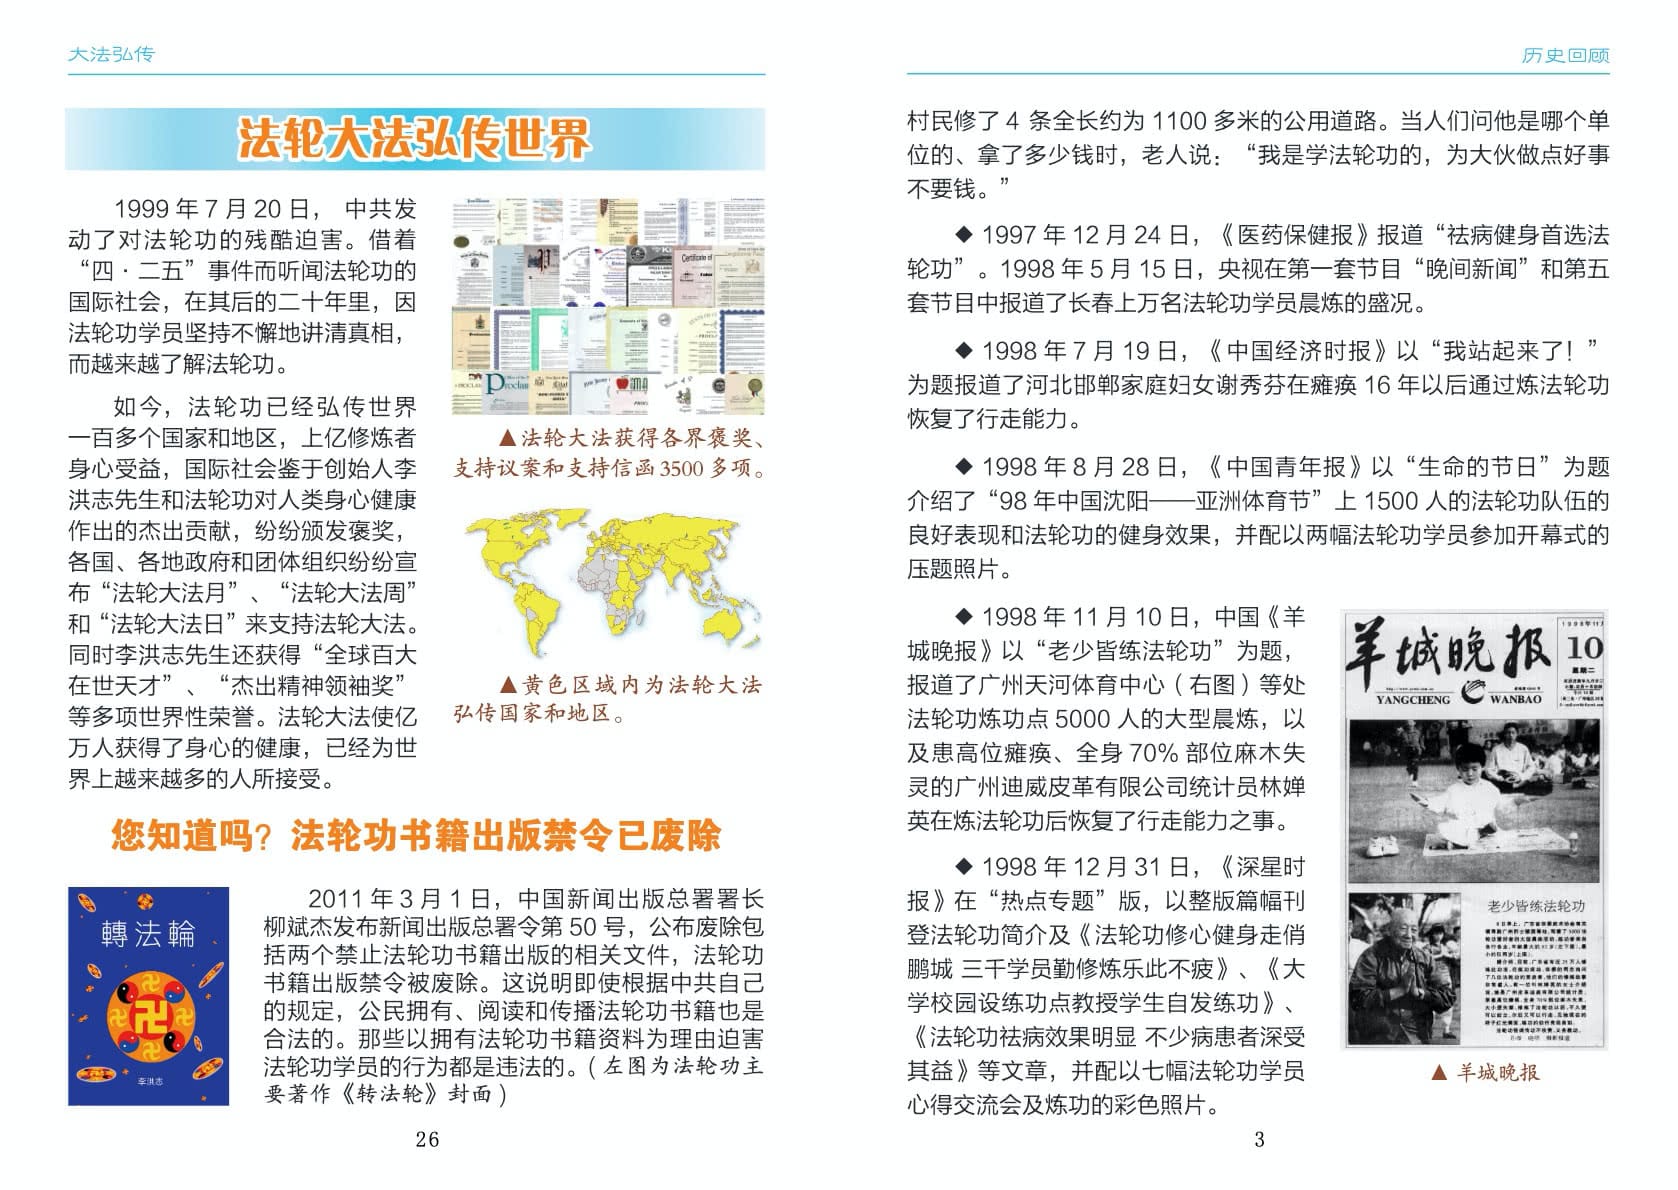 大法弘传
法轮大法弘传世界
1999 年 7 月 20 日， 中共发
动了对法轮功的残酷迫害。借着
“四 · 二五”事件而听闻法轮功的
国际社会，在其后的二十年里，因
法轮功学员坚持不懈地讲清真相，
而越来越了解法轮功。
如今，法轮功已经弘传世界
一百多个国家和地区，上亿修炼者
身心受益，国际社会鉴于创始人李
洪志先生和法轮功对人类身心健康
作出的杰出贡献，纷纷颁发褒奖，
各国、各地政府和团体组织纷纷宣
布“法轮大法月”、“法轮大法周”
和“法轮大法日”来支持法轮大法。
同时李洪志先生还获得“全球百大
在世天才”、“杰出精神领袖奖”
等多项世界性荣誉。法轮大法使亿
万人获得了身心的健康，已经为世
界上越来越多的人所接受。
▲法轮大法获得各界褒奖、
支持议案和支持信函 3500 多项。
▲黄色区域内为法轮大法
弘传国家和地区。
您知道吗？法轮功书籍出版禁令已废除
轉法輪
李洪志
2011 年 3 月 1 日，中国新闻出版总署署长
柳斌杰发布新闻出版总署令第 50 号，公布废除包
括两个禁止法轮功书籍出版的相关文件，法轮功
书籍出版禁令被废除。这说明即使根据中共自己
的规定，公民拥有、阅读和传播法轮功书籍也是
合法的。那些以拥有法轮功书籍资料为理由迫害
法轮功学员的行为都是违法的。( 左图为法轮功主
要著作《转法轮》封面 )
26
历史回顾
村民修了 4 条全长约为 1100 多米的公用道路。当人们问他是哪个单
位的、拿了多少钱时，老人说：“我是学法轮功的，为大伙做点好事
不要钱。”
◆ 1997 年 12 月 24 日，《医药保健报》报道“祛病健身首选法
轮功”。1998 年 5 月 15 日，央视在第一套节目“晚间新闻”和第五
套节目中报道了长春上万名法轮功学员晨炼的盛况。
◆ 1998 年 7 月 19 日，《中国经济时报》以“我站起来了！”
为题报道了河北邯郸家庭妇女谢秀芬在瘫痪 16 年以后通过炼法轮功
恢复了行走能力。
◆ 1998 年 8 月 28 日，《中国青年报》以“生命的节日”为题
介绍了“98 年中国沈阳——亚洲体育节”上 1500 人的法轮功队伍的
良好表现和法轮功的健身效果，并配以两幅法轮功学员参加开幕式的
压题照片。
◆ 1998 年 11 月 10 日，中国《羊
城晚报》以“老少皆练法轮功”为题，
报道了广州天河体育中心（右图）等处
法轮功炼功点 5000 人的大型晨炼，以
及患高位瘫痪、全身 70% 部位麻木失
灵的广州迪威皮革有限公司统计员林婵
英在炼法轮功后恢复了行走能力之事。
◆ 1998 年 12 月 31 日，《深星时
报》在“热点专题”版，以整版篇幅刊
登法轮功简介及《法轮功修心健身走俏
鹏城 三千学员勤修炼乐此不疲》、《大
学校园设练功点教授学生自发练功》、
《法轮功祛病效果明显 不少病患者深受
其益》等文章，并配以七幅法轮功学员
心得交流会及炼功的彩色照片。
羊城晚报
YANGCHENG WANBAO
1998年11月
10
星期二
老少皆练法轮功
▲ 羊城晚报
3